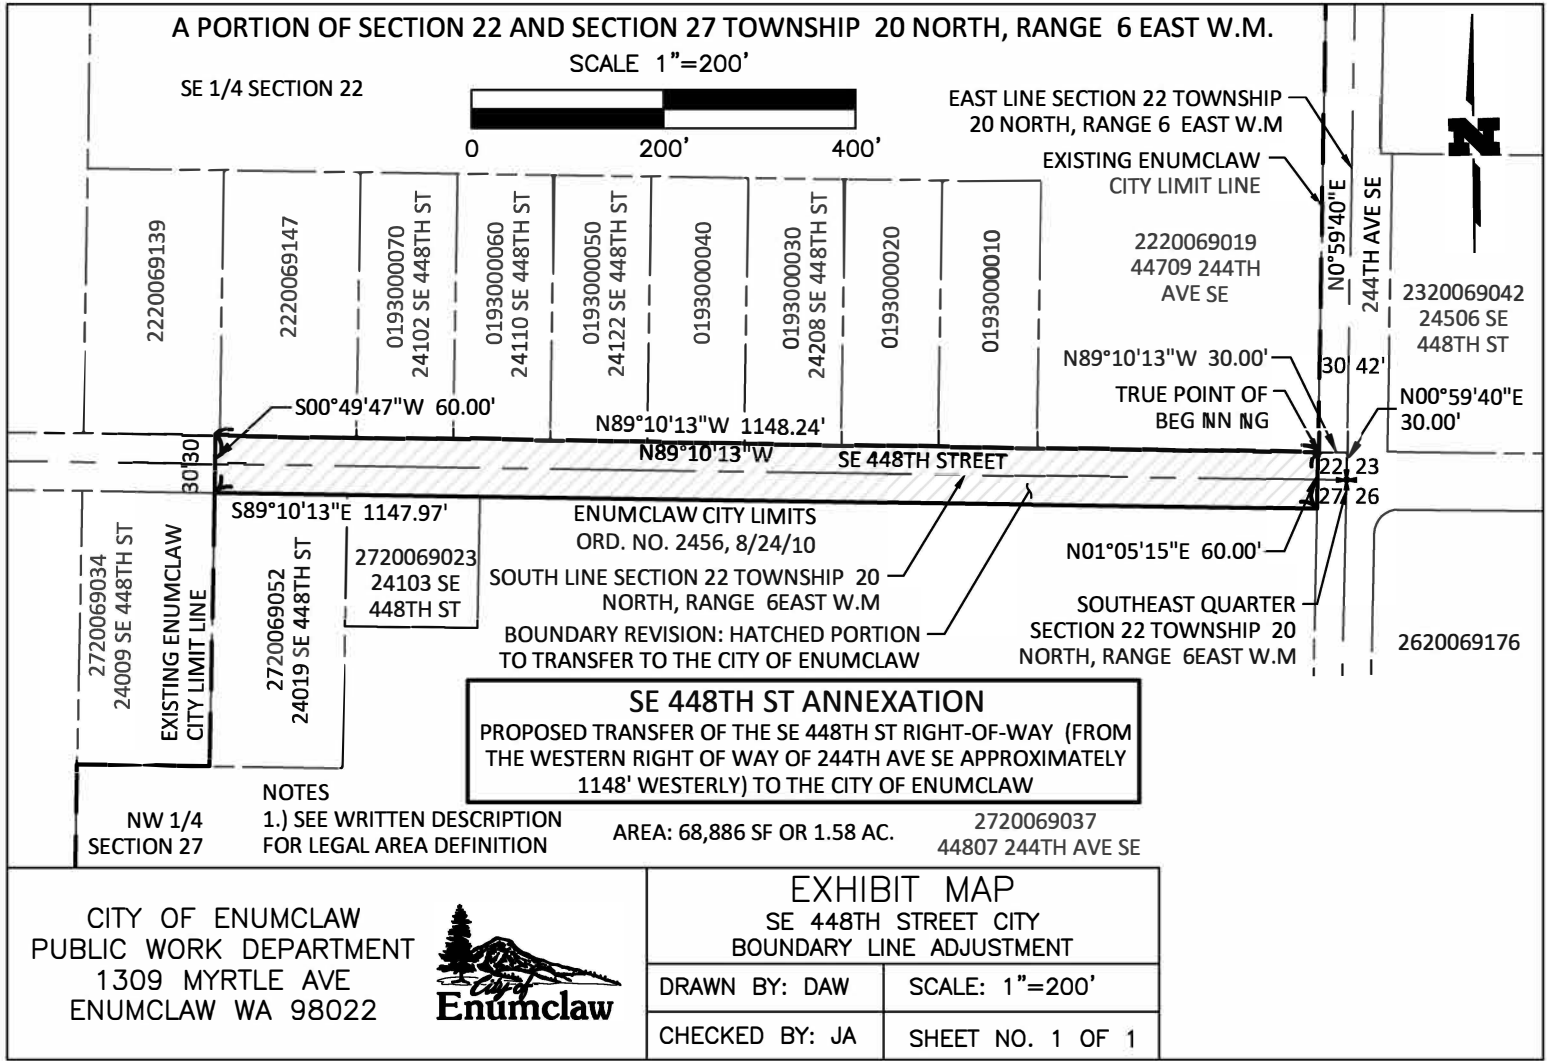 A PORTION OF SECTION 22 AND SECTION 27 TOWNSHIP 20 NORTH, RANGE 6 EAST W.M.
SCALE 1"=200'
SE 1/4 SECTION 22
0
200'
400'
EAST LINE SECTION 22 TOWNSHIP
20 NORTH, RANGE 6 EAST W.M
EXISTING ENUMCLAW
CITY LIMIT LINE
N0°59'40"E
244TH AVE SE
N
2220069139
2220069147
0193000070
24102 SE 448TH ST
0193000060
24110 SE 448TH ST
0193000050
24122 SE 448TH ST
0193000040
0193000030
24208 SE 448TH ST
0193000020
0193000010
2220069019
44709 244TH
AVE SE
2320069042
24506 SE
448TH ST
N89°10'13"W 30.00'
30' 42'
TRUE POINT OF
BEG NN NG
N00°59'40"E
30.00'
S00°49'47"W 60.00'
N89°10'13"W 1148.24'
N89°10'13"W
SE 448TH STREET
30'30
22 23
27 26
S89°10'13"E 1147.97'
ENUMCLAW CITY LIMITS
ORD. NO. 2456, 8/24/10
N01°05'15"E 60.00'
2720069034
24009 SE 448TH ST
EXISTING ENUMCLAW
CITY LIMIT LINE
2720069052
24019 SE 448TH ST
2720069023
24103 SE
448TH ST
SOUTH LINE SECTION 22 TOWNSHIP 20
NORTH, RANGE 6EAST W.M
BOUNDARY REVISION: HATCHED PORTION
TO TRANSFER TO THE CITY OF ENUMCLAW
SOUTHEAST QUARTER
SECTION 22 TOWNSHIP 20
NORTH, RANGE 6EAST W.M
2620069176
SE 448TH ST ANNEXATION
PROPOSED TRANSFER OF THE SE 448TH ST RIGHT-OF-WAY (FROM
THE WESTERN RIGHT OF WAY OF 244TH AVE SE APPROXIMATELY
1148' WESTERLY) TO THE CITY OF ENUMCLAW
NW 1/4
SECTION 27
NOTES
1.) SEE WRITTEN DESCRIPTION
FOR LEGAL AREA DEFINITION
AREA: 68,886 SF OR 1.58 AC.
2720069037
44807 244TH AVE SE
CITY OF ENUMCLAW
PUBLIC WORK DEPARTMENT
1309 MYRTLE AVE
ENUMCLAW WA 98022
City of
Enumclaw
EXHIBIT MAP
SE 448TH STREET CITY
BOUNDARY LINE ADJUSTMENT
DRAWN BY: DAW
SCALE: 1"=200'
CHECKED BY: JA
SHEET NO. 1 OF 1